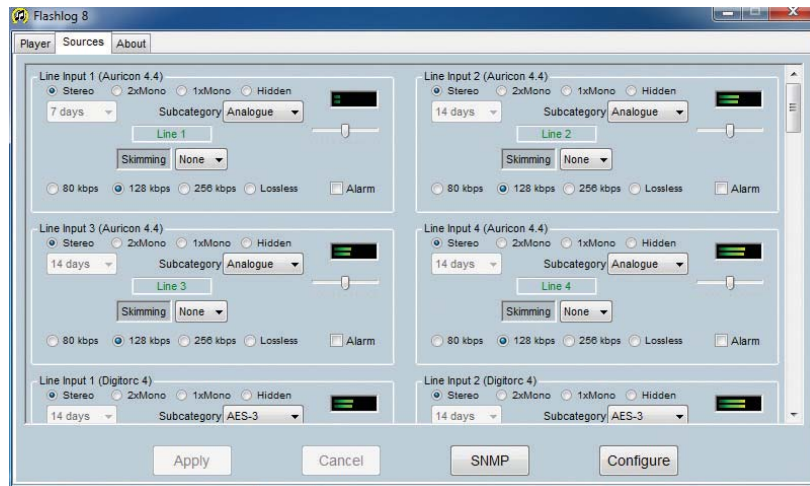 Flashlog 8
Player Sources About
Line Input 1 (Auricon 4.4)
Stereo 2xMono 1xMono Hidden
7 days Subcategory Analogue
Line 1
Skimming None
80 kbps 128 kbps 256 kbps Lossless Alarm
Line Input 2 (Auricon 4.4)
Stereo 2xMono 1xMono Hidden
14 days Subcategory Analogue
Line 2
Skimming None
80 kbps 128 kbps 256 kbps Lossless Alarm
Line Input 3 (Auricon 4.4)
Stereo 2xMono 1xMono Hidden
14 days Subcategory Analogue
Line 3
Skimming None
80 kbps 128 kbps 256 kbps Lossless Alarm
Line Input 4 (Auricon 4.4)
Stereo 2xMono 1xMono Hidden
14 days Subcategory Analogue
Line 4
Skimming None
80 kbps 128 kbps 256 kbps Lossless Alarm
Line Input 1 (Digitorc 4)
Stereo 2xMono 1xMono Hidden
14 days Subcategory AES-3
Line Input 2 (Digitorc 4)
Stereo 2xMono 1xMono Hidden
14 days Subcategory AES-3
Apply Cancel SNMP Configure